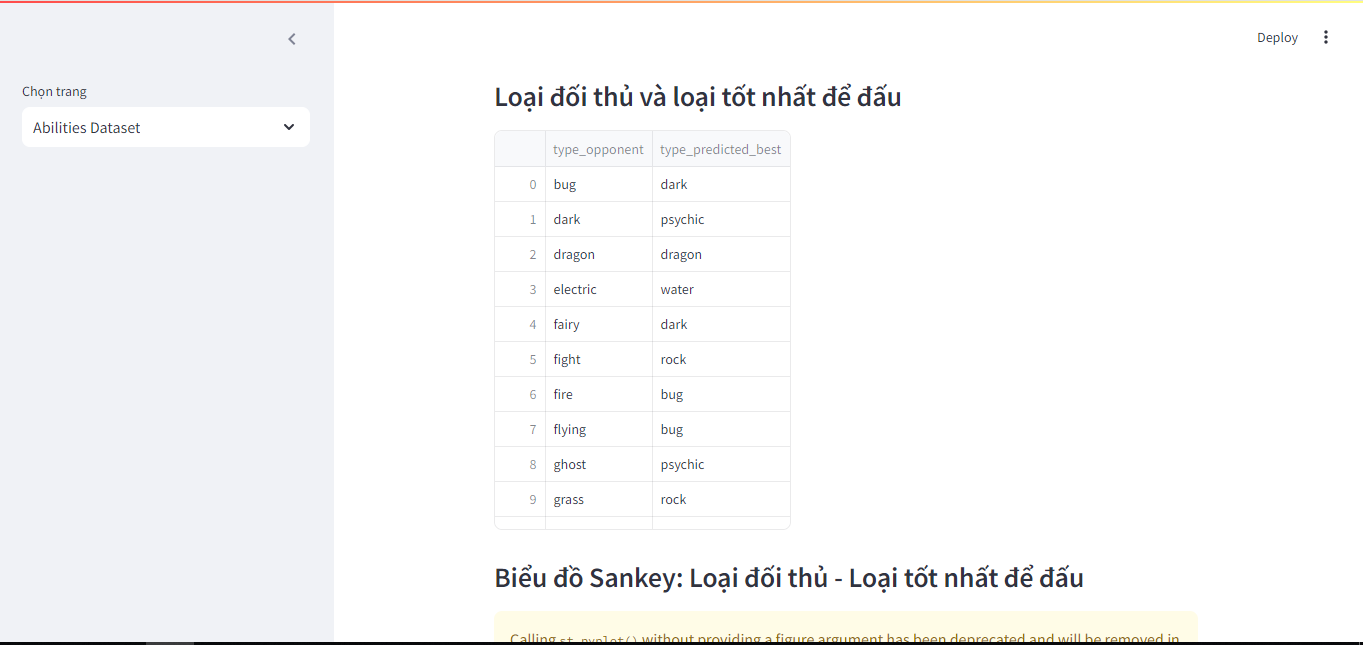 Deploy
Chọn trang
Abilities Dataset
Loại đối thủ và loại tốt nhất để đấu
type_opponent type_predicted_best
0 bug dark
1 dark psychic
2 dragon dragon
3 electric water
4 fairy dark
5 fight rock
6 fire bug
7 flying bug
8 ghost psychic
9 grass rock
Biểu đồ Sankey: Loại đối thủ - Loại tốt nhất để đấu
Calling st.pyplot() without providing a figure argument has been deprecated and will be removed in